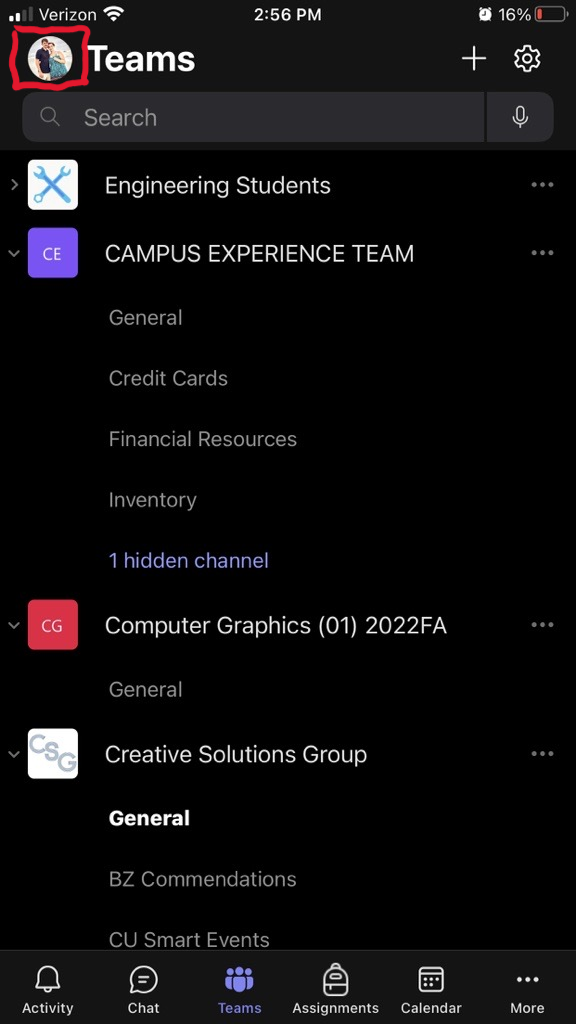 Verizon 2:56 PM 16%
Teams
Search
Engineering Students
CE CAMPUS EXPERIENCE TEAM
General
Credit Cards
Financial Resources
Inventory
1 hidden channel
CG Computer Graphics (01) 2022FA
General
CSG Creative Solutions Group
General
BZ Commendations
CU Smart Events
Activity Chat Teams Assignments Calendar More